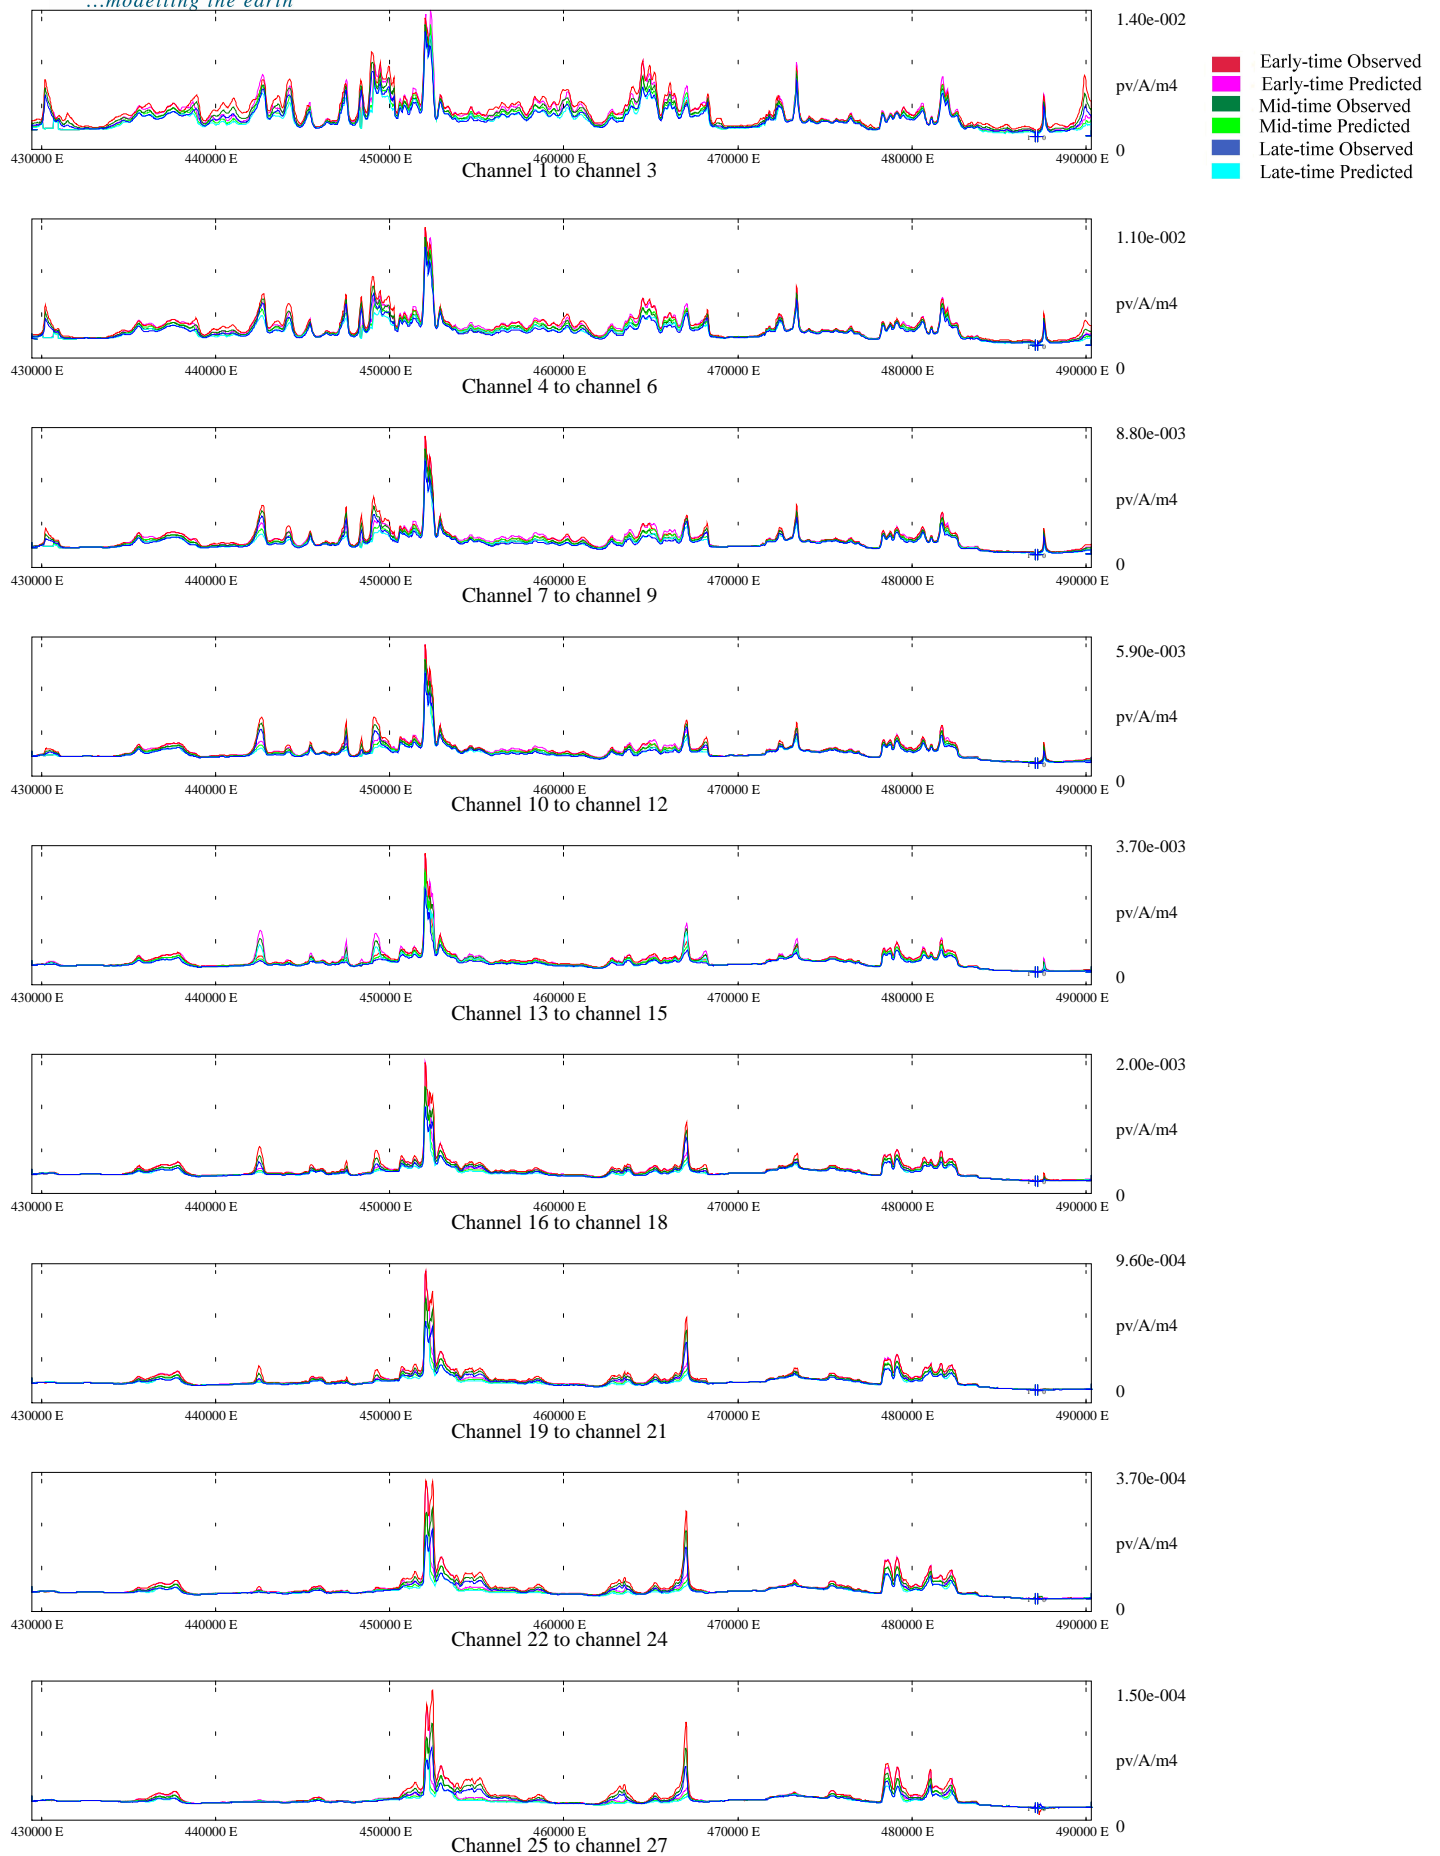 ...modelling the earth
1.40e-002
Early-time Observed
Early-time Predicted
pv/A/m4
Mid-time Observed
Mid-time Predicted
Late-time Observed
0
430000 E 440000 E 450000 E 460000 E 470000 E 480000 E 490000 E
Late-time Predicted
Channel 1 to channel 3
1.10e-002
pv/A/m4
0
430000 E 440000 E 450000 E 460000 E 470000 E 480000 E 490000 E
Channel 4 to channel 6
8.80e-003
pv/A/m4
0
430000 E 440000 E 450000 E 460000 E 470000 E 480000 E 490000 E
Channel 7 to channel 9
5.90e-003
pv/A/m4
0
430000 E 440000 E 450000 E 460000 E 470000 E 480000 E 490000 E
Channel 10 to channel 12
3.70e-003
pv/A/m4
0
430000 E 440000 E 450000 E 460000 E 470000 E 480000 E 490000 E
Channel 13 to channel 15
2.00e-003
pv/A/m4
0
430000 E 440000 E 450000 E 460000 E 470000 E 480000 E 490000 E
Channel 16 to channel 18
9.60e-004
pv/A/m4
0
430000 E 440000 E 450000 E 460000 E 470000 E 480000 E 490000 E
Channel 19 to channel 21
3.70e-004
pv/A/m4
0
430000 E 440000 E 450000 E 460000 E 470000 E 480000 E 490000 E
Channel 22 to channel 24
1.50e-004
pv/A/m4
0
430000 E 440000 E 450000 E 460000 E 470000 E 480000 E 490000 E
Channel 25 to channel 27